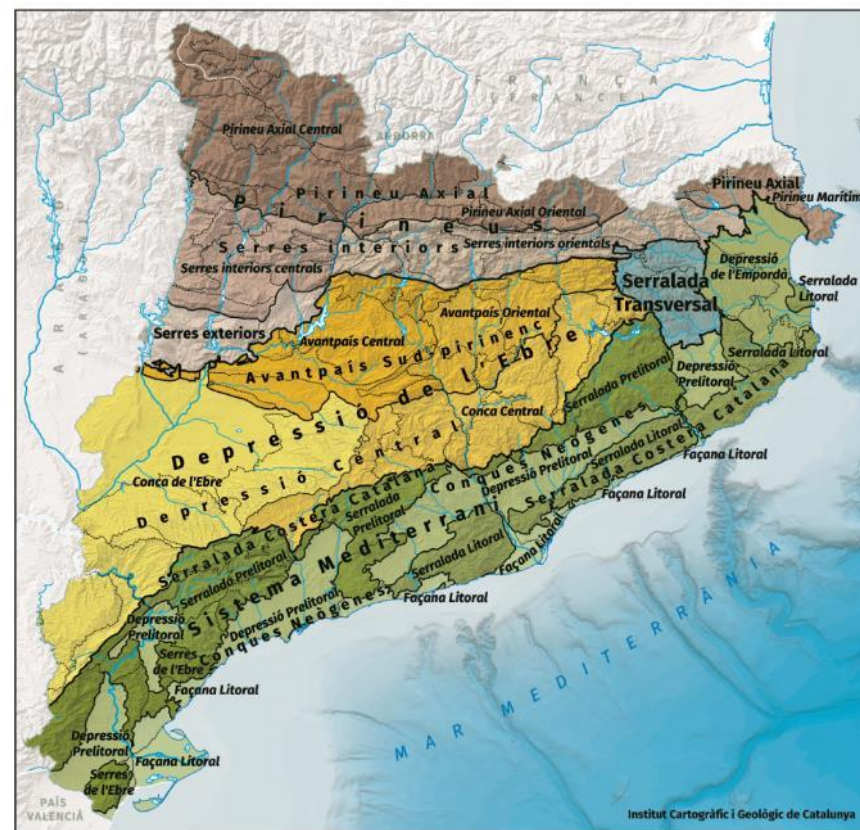 FRANÇA
(FRANCE)
Pirineu Axial Central
ANDORRA
Pirineu Axial
Pirineu Axial
Pirineu Marítim
Pirineus
Pirineu Axial Oriental
Serres interiors
Serres interiors orientals
Serres interiors centrals
ARAGÓ
(ARAGÓN)
Depressió
de l'Empordà
Serralada
Transversal
Serralada
Litoral
Serres exteriors
Avantpaís Oriental
Avantpaís Central
Avantpaís Sud-pirinenc
Serralada Litoral
Depressió
Prelitoral
Depressió de l'Ebre
Serralada Prelitoral
Conca Central
Depressió Central
Conca de l'Ebre
Conques Neògenes
Serralada Litoral
Depressió Prelitoral
Serralada Costera Catalana
Façana Litoral
Façana Litoral
Serralada Costera Catalana
Serralada
Prelitoral
Sistema Mediterrani
Serralada Litoral
Façana Litoral
Façana Litoral
Serralada Prelitoral
Depressió Prelitoral
Conques Neògenes
Depressió
Prelitoral
Serres
de l'Ebre
Façana Litoral
MAR MEDITERRÀNIA
Depressió
Prelitoral
Façana Litoral
Serres
de l'Ebre
PAÍS
VALENCIÀ
Institut Cartogràfic i Geològic de Catalunya